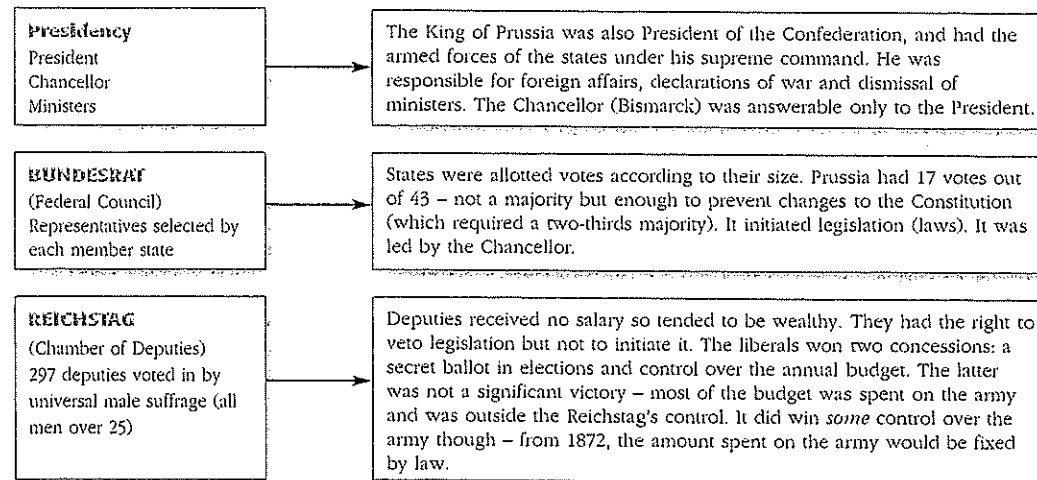 Presidency
President
Chancellor
Ministers
The King of Prussia was also President of the Confederation, and had the
armed forces of the states under his supreme command. He was
responsible for foreign affairs, declarations of war and dismissal of
ministers. The Chancellor (Bismarck) was answerable only to the President.
BUNDESRAT
(Federal Council)
Representatives selected by
each member state
States were allotted votes according to their size. Prussia had 17 votes out
of 43 – not a majority but enough to prevent changes to the Constitution
(which required a two-thirds majority). It initiated legislation (laws). It was
led by the Chancellor.
REICHSTAG
(Chamber of Deputies)
297 deputies voted in by
universal male suffrage (all
men over 25)
Deputies received no salary so tended to be wealthy. They had the right to
veto legislation but not to initiate it. The liberals won two concessions: a
secret ballot in elections and control over the annual budget. The latter
was not a significant victory – most of the budget was spent on the army
and was outside the Reichstag's control. It did win some control over the
army though – from 1872, the amount spent on the army would be fixed
by law.